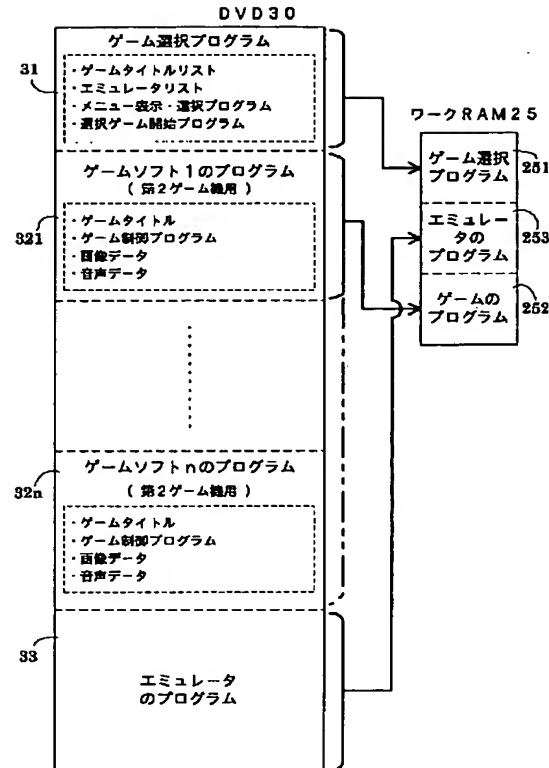 DVD30
ゲーム選択プログラム
31
・ゲームタイトルリスト
・エミュレータリスト
・メニュー表示・選択プログラム
・選択ゲーム開始プログラム
ゲームソフト1のプログラム
(第2ゲーム機用)
321
・ゲームタイトル
・ゲーム制御プログラム
・画像データ
・音声データ
ゲームソフトnのプログラム
(第2ゲーム機用)
32n
・ゲームタイトル
・ゲーム制御プログラム
・画像データ
・音声データ
33
エミュレータ
のプログラム
ワークRAM25
ゲーム選択
プログラム
251
エミュレー
タの
プログラム
253
ゲームの
プログラム
252